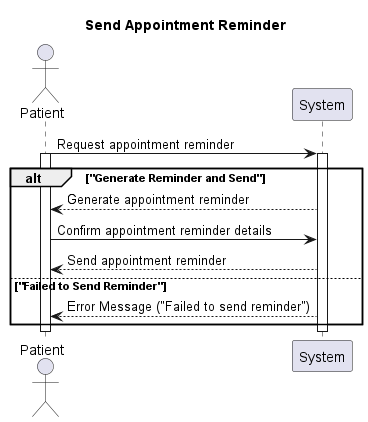 Send Appointment Reminder
Patient
System
Request appointment reminder
alt ["Generate Reminder and Send"]
Generate appointment reminder
Confirm appointment reminder details
Send appointment reminder
["Failed to Send Reminder"]
Error Message ("Failed to send reminder")
Patient
System